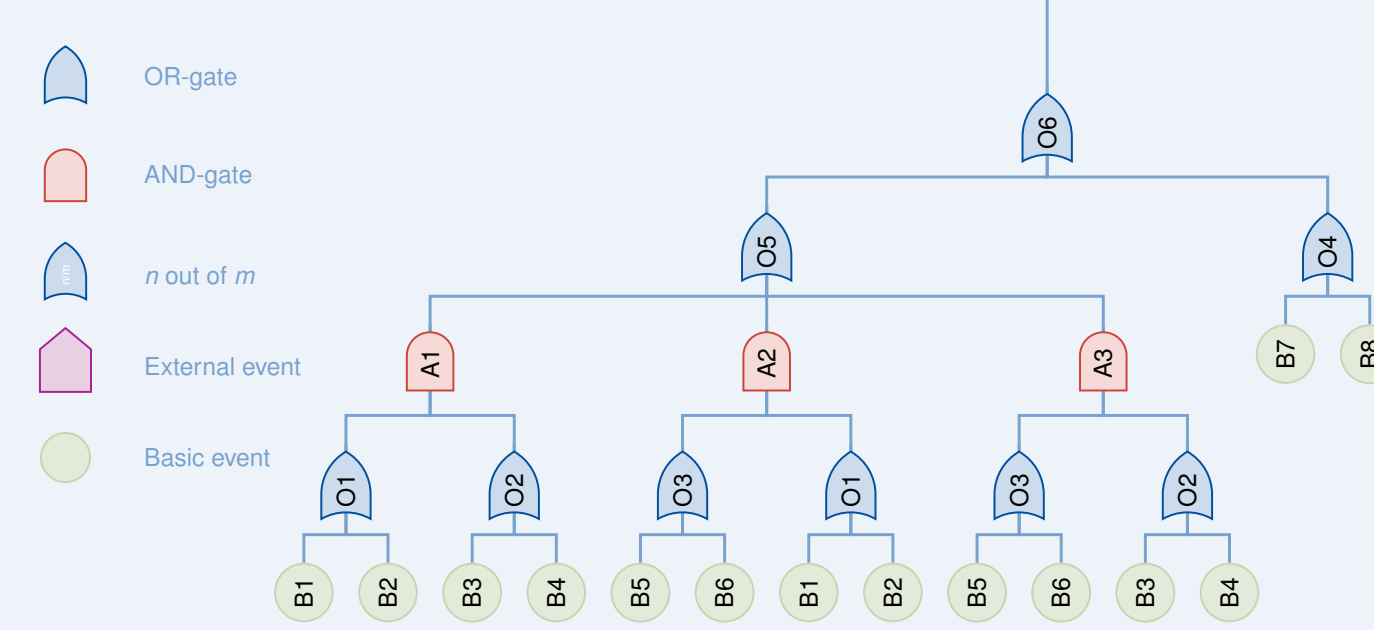 OR-gate
AND-gate
n/m
n out of m
External event
Basic event
O6
O5
O4
A1
A2
A3
B7
B8
O1
O2
O3
O1
O3
O2
B1
B2
B3
B4
B5
B6
B1
B2
B5
B6
B3
B4